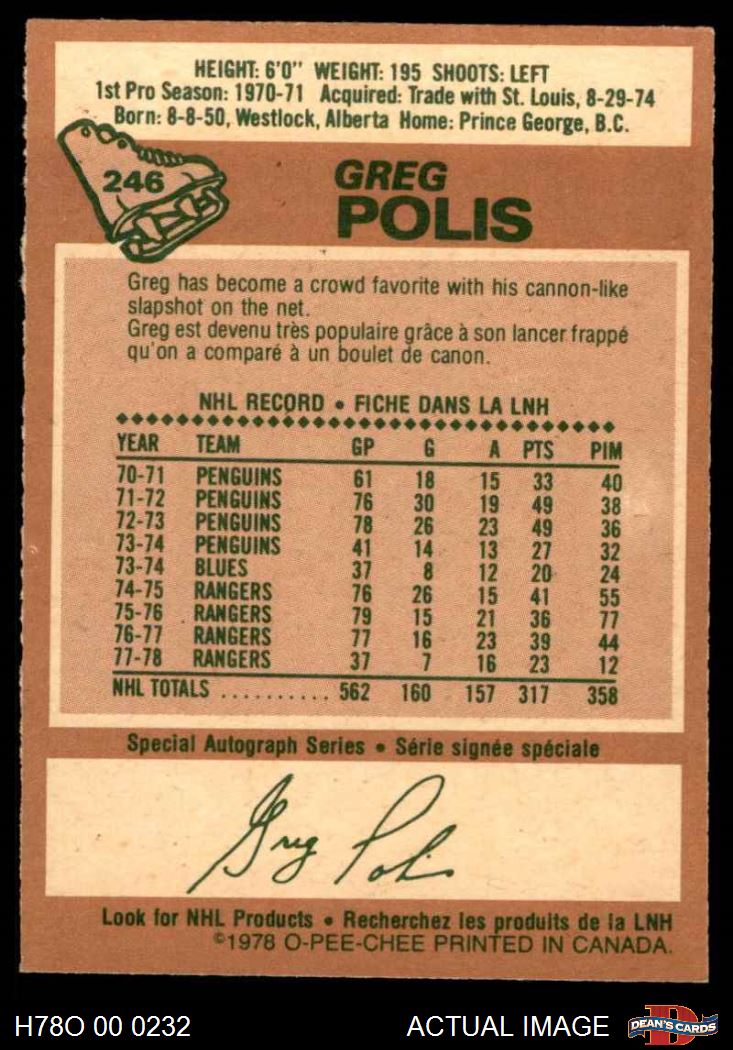 HEIGHT: 6'0" WEIGHT: 195 SHOOTS: LEFT
1st Pro Season: 1970-71 Acquired: Trade with St. Louis, 8-29-74
Born: 8-8-50, Westlock, Alberta Home: Prince George, B.C.
246
GREG
POLIS
Greg has become a crowd favorite with his cannon-like
slapshot on the net.
Greg est devenu très populaire grâce à son lancer frappé
qu'on a comparé à un boulet de canon.
NHL RECORD • FICHE DANS LA LNH
YEAR TEAM GP G A PTS PIM
70-71 PENGUINS 61 18 15 33 40
71-72 PENGUINS 76 30 19 49 38
72-73 PENGUINS 78 26 23 49 36
73-74 PENGUINS 41 14 13 27 32
73-74 BLUES 37 8 12 20 24
74-75 RANGERS 76 26 15 41 55
75-76 RANGERS 79 15 21 36 77
76-77 RANGERS 77 16 23 39 44
77-78 RANGERS 37 7 16 23 12
NHL TOTALS .......... 562 160 157 317 358
Special Autograph Series • Série signée spéciale
Greg Polis
Look for NHL Products • Recherchez les produits de la LNH
©1978 O-PEE-CHEE PRINTED IN CANADA.
H78O 00 0232 ACTUAL IMAGE DEAN'S CARDS